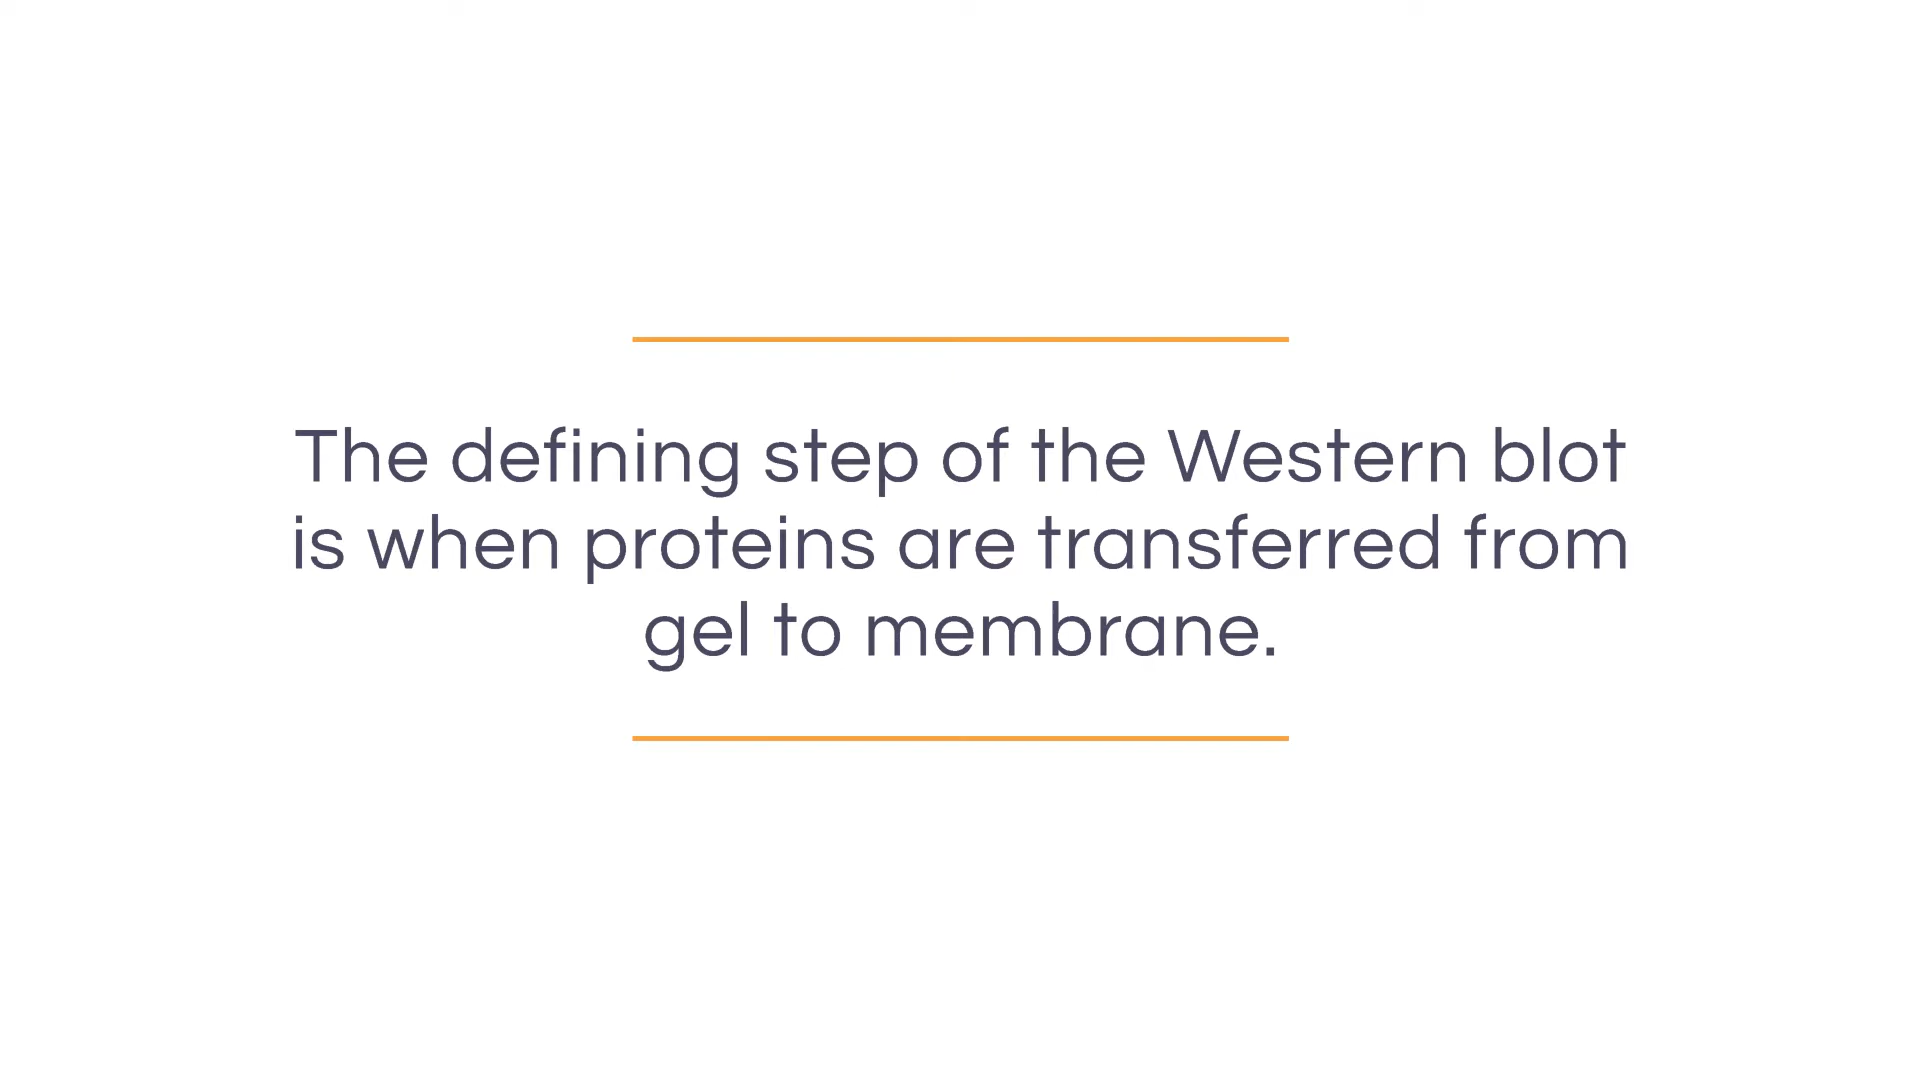 The defining step of the Western blot
is when proteins are transferred from
gel to membrane.